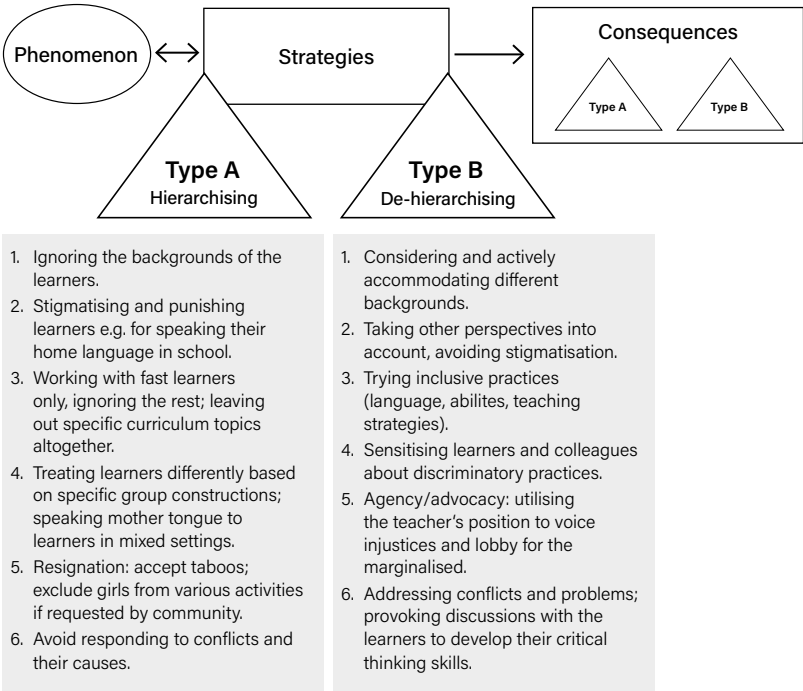 Phenomenon
Strategies
Consequences
Type A
Type B
Type A
Hierarchising
Type B
De-hierarchising
1. Ignoring the backgrounds of the
learners.
2. Stigmatising and punishing
learners e.g. for speaking their
home language in school.
3. Working with fast learners
only, ignoring the rest; leaving
out specific curriculum topics
altogether.
4. Treating learners differently based
on specific group constructions;
speaking mother tongue to
learners in mixed settings.
5. Resignation: accept taboos;
exclude girls from various activities
if requested by community.
6. Avoid responding to conflicts and
their causes.
1. Considering and actively
accommodating different
backgrounds.
2. Taking other perspectives into
account, avoiding stigmatisation.
3. Trying inclusive practices
(language, abilites, teaching
strategies).
4. Sensitising learners and colleagues
about discriminatory practices.
5. Agency/advocacy: utilising
the teacher's position to voice
injustices and lobby for the
marginalised.
6. Addressing conflicts and problems;
provoking discussions with the
learners to develop their critical
thinking skills.